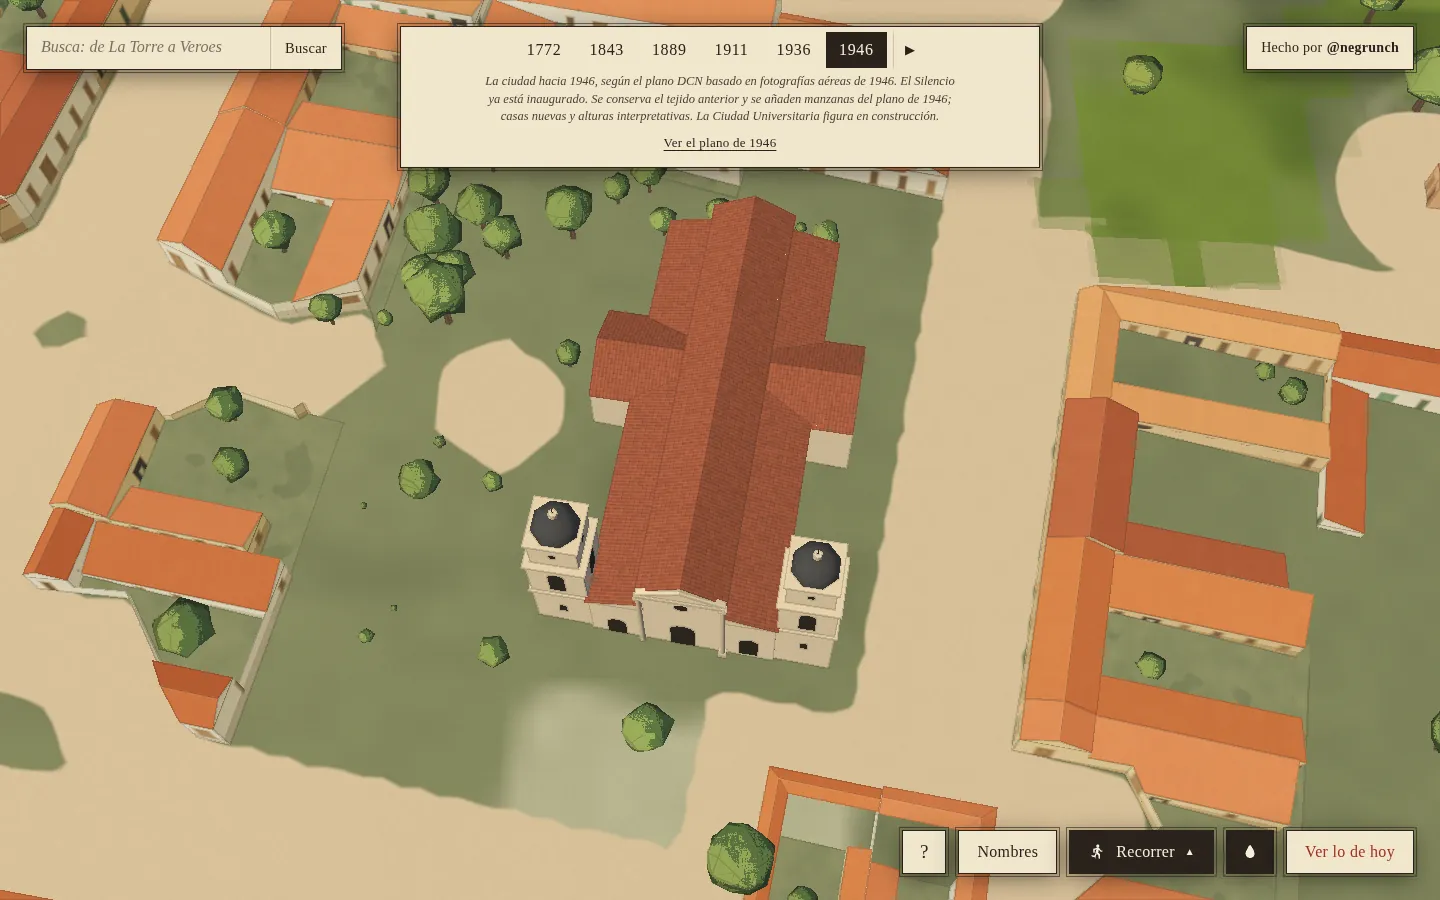 Busca: de La Torre a Veroes
Buscar
1772 1843 1889 1911 1936 1946 ▶
La ciudad hacia 1946, según el plano DCN basado en fotografías aéreas de 1946. El Silencio
ya está inaugurado. Se conserva el tejido anterior y se añaden manzanas del plano de 1946;
casas nuevas y alturas interpretativas. La Ciudad Universitaria figura en construcción.
Ver el plano de 1946
Hecho por @negrunch
?
Nombres
Recorrer ▲
Ver lo de hoy